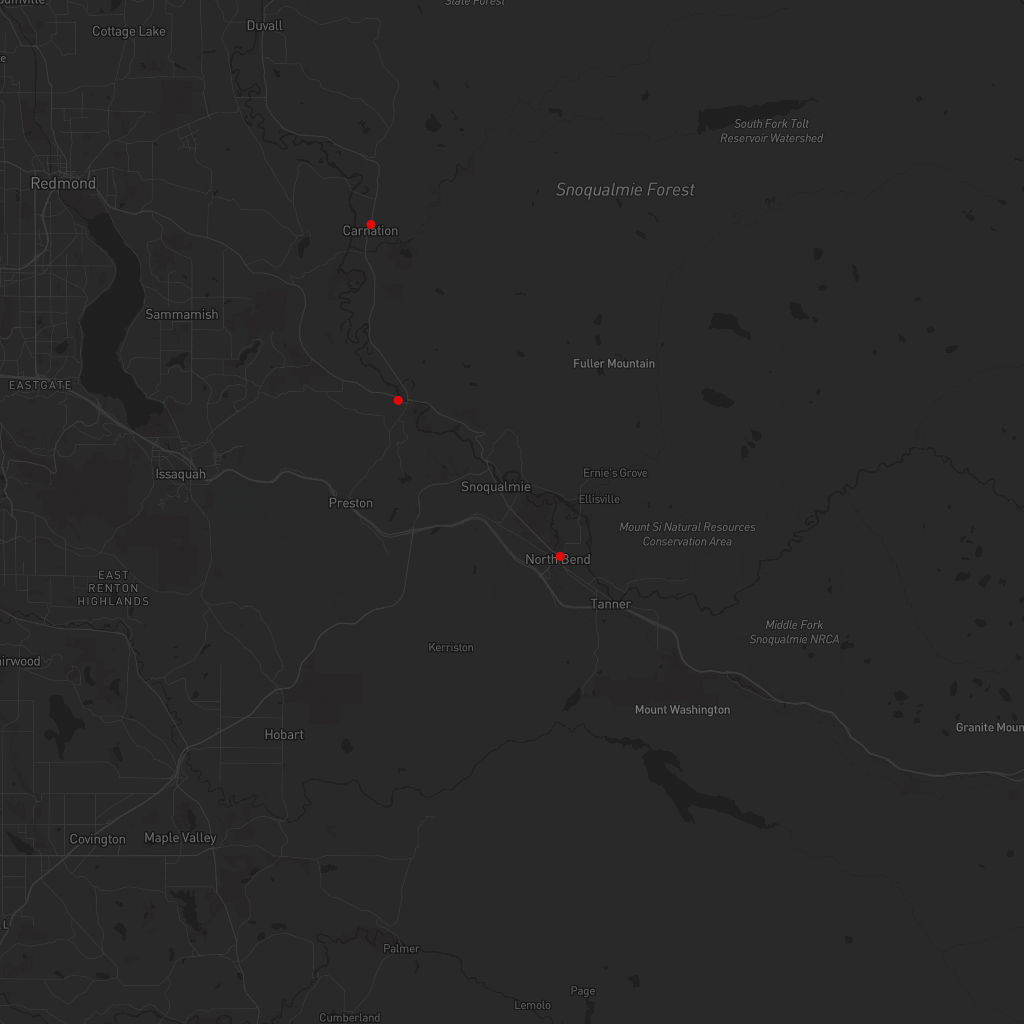 State Forest
Duvall
Cottage Lake
South Fork Tolt
Reservoir Watershed
Redmond
Snoqualmie Forest
Carnation
Sammamish
Fuller Mountain
EASTGATE
Issaquah
Ernie's Grove
Snoqualmie
Ellisville
Preston
Mount Si Natural Resources
Conservation Area
North Bend
EAST
RENTON
HIGHLANDS
Tanner
Middle Fork
Snoqualmie NRCA
Kerriston
irwood
Mount Washington
Granite Moun
Hobart
Covington
Maple Valley
Palmer
Page
Lemolo
Cumberland